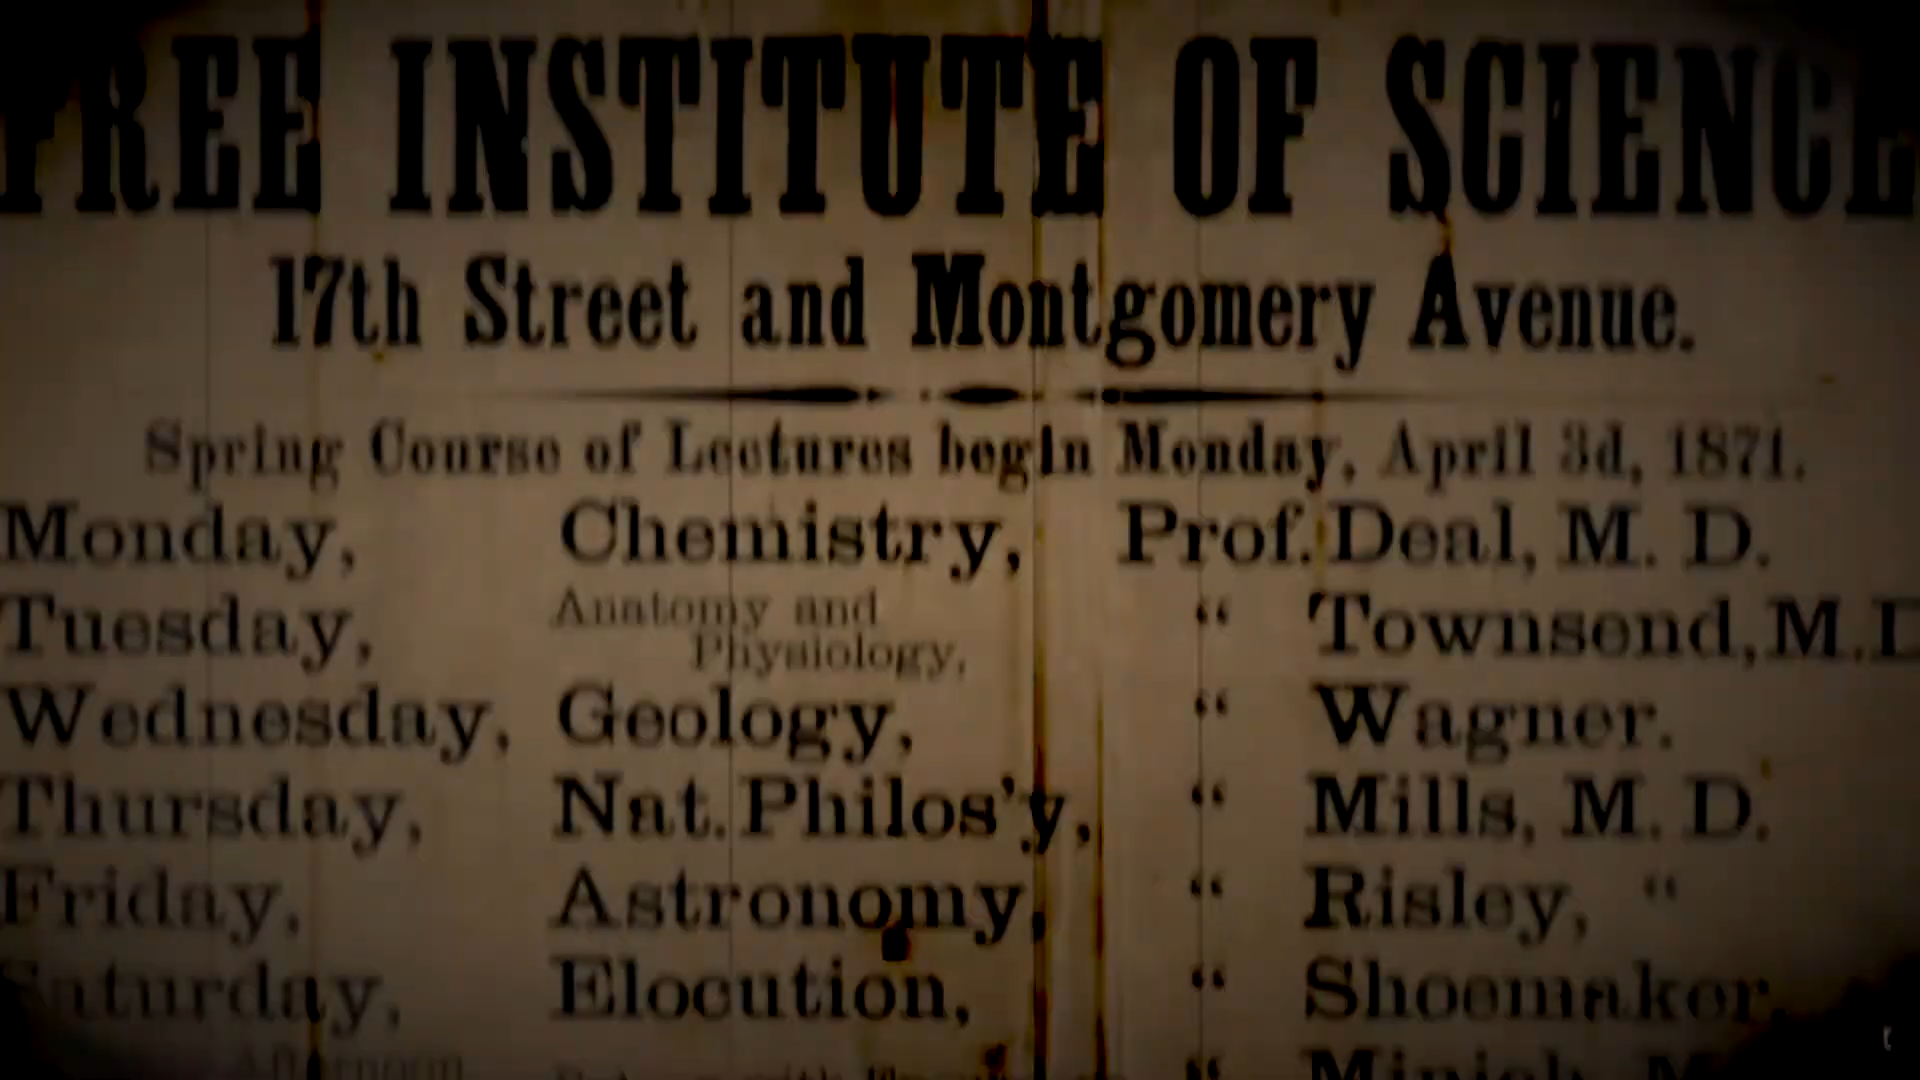 FREE INSTITUTE OF SCIENCE
17th Street and Montgomery Avenue.
Spring Course of Lectures begin Monday, April 3d, 1871.
Monday, Chemistry, Prof. Deal, M. D.
Tuesday, Anatomy and Physiology, “ Townsend, M.D
Wednesday, Geology, “ Wagner.
Thursday, Nat. Philos'y, “ Mills, M. D.
Friday, Astronomy, “ Risley, “
Saturday, Elocution, “ Shoemaker.
Afternoon “